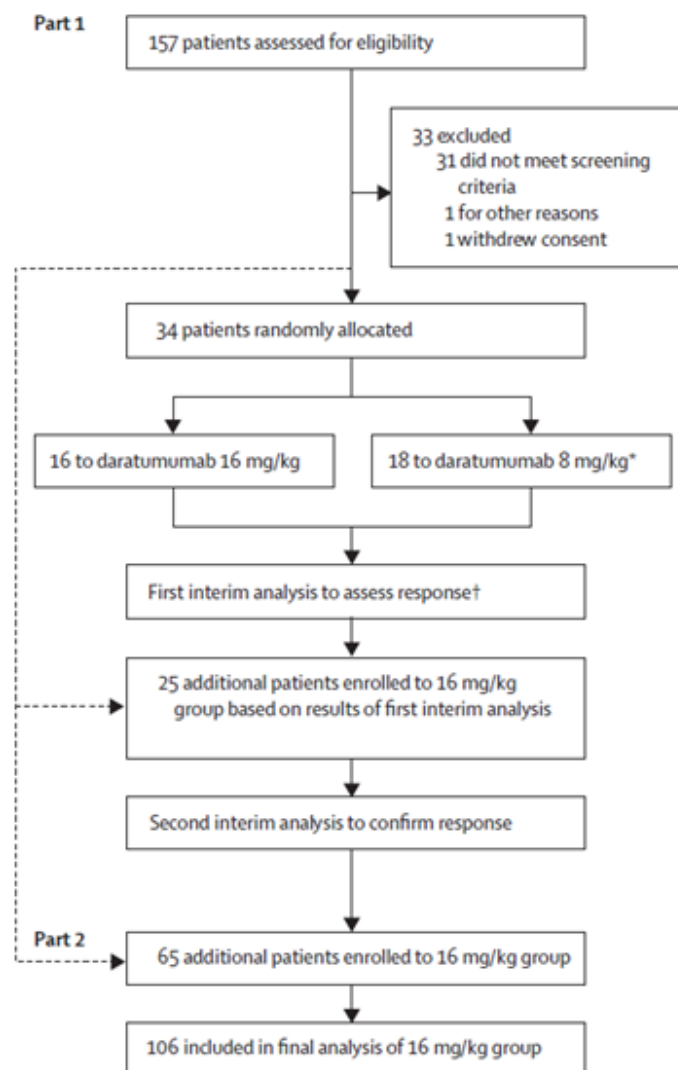 Part 1
157 patients assessed for eligibility
33 excluded
31 did not meet screening
criteria
1 for other reasons
1 withdrew consent
34 patients randomly allocated
16 to daratumumab 16 mg/kg
18 to daratumumab 8 mg/kg*
First interim analysis to assess response†
25 additional patients enrolled to 16 mg/kg
group based on results of first interim analysis
Second interim analysis to confirm response
Part 2
65 additional patients enrolled to 16 mg/kg group
106 included in final analysis of 16 mg/kg group